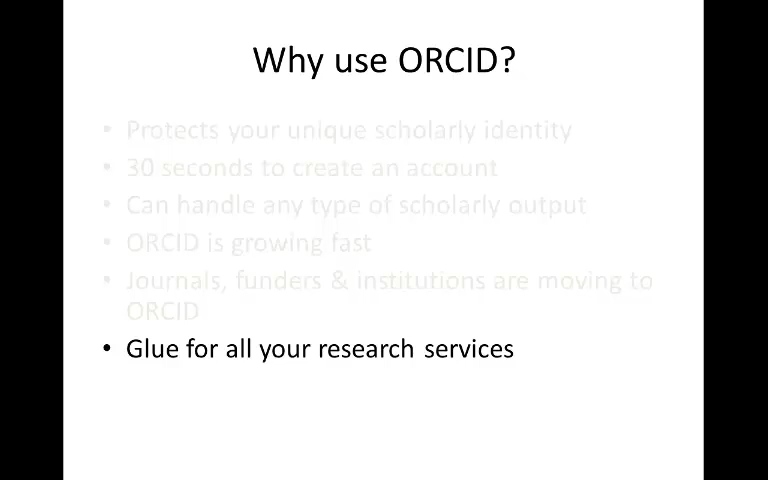 Why use ORCID?
• Protects your unique scholarly identity
• 30 seconds to create an account
• Can handle any type of scholarly output
• ORCID is growing fast
• Journals, funders & institutions are moving to
ORCID
• Glue for all your research services